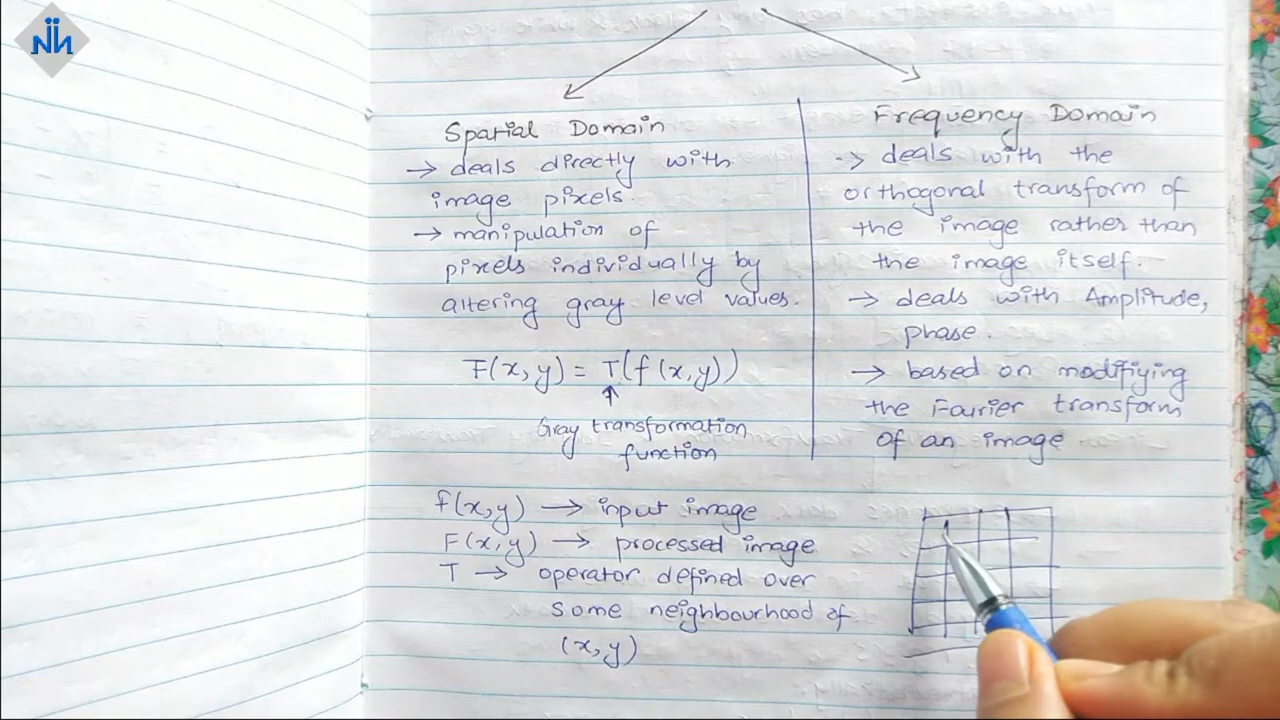 NiN
Spatial Domain
→ deals directly with
image pixels.
→ manipulation of
pixels individually by
altering gray level values.
F(x,y) = T(f(x,y))
↑
Gray transformation
function
Frequency Domain
-> deals with the
orthogonal transform of
the image rather than
the image itself.
→ deals with Amplitude,
phase.
→ based on modifiying
the Fourier transform
of an image
f(x,y) → input image
F(x,y) → processed image
T → operator defined over
some neighbourhood of
(x,y)